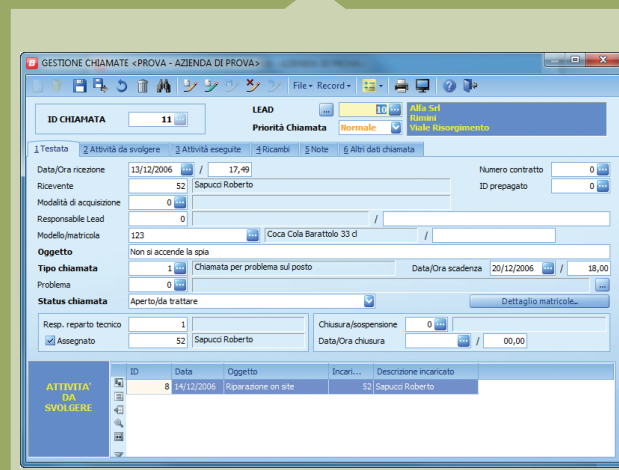 B GESTIONE CHIAMATE <PROVA - AZIENDA DI PROVA>
File Record
LEAD ... 10 Alfa Srl
ID CHIAMATA 11 Rimini
Priorità Chiamata Normale Viale Risorgimento
1 Testata 2 Attività da svolgere 3 Attività eseguite 4 Ricambi 5 Note 6 Altri dati chiamata
Data/Ora ricezione 13/12/2006 / 17,49 Numero contratto 0
Ricevente 52 Sapucci Roberto ID prepagato 0
Modalità di acquisizione 0
Responsabile Lead 0 /
Modello/matricola 123 Coca Cola Barattolo 33 cl /
Oggetto Non si accende la spia
Tipo chiamata 1 Chiamata per problema sul posto Data/Ora scadenza 20/12/2006 / 18,00
Problema 0 ...
Status chiamata Aperto/da trattare Dettaglio matricole...
Resp. reparto tecnico 1 Chiusura/sospensione 0
Assegnato 52 Sapucci Roberto Data/Ora chiusura / 00,00
ID Data Oggetto Incari... Descrizione incaricato
8 14/12/2006 Riparazione on site 52 Sapucci Roberto
ATTIVITA'
DA
SVOLGERE